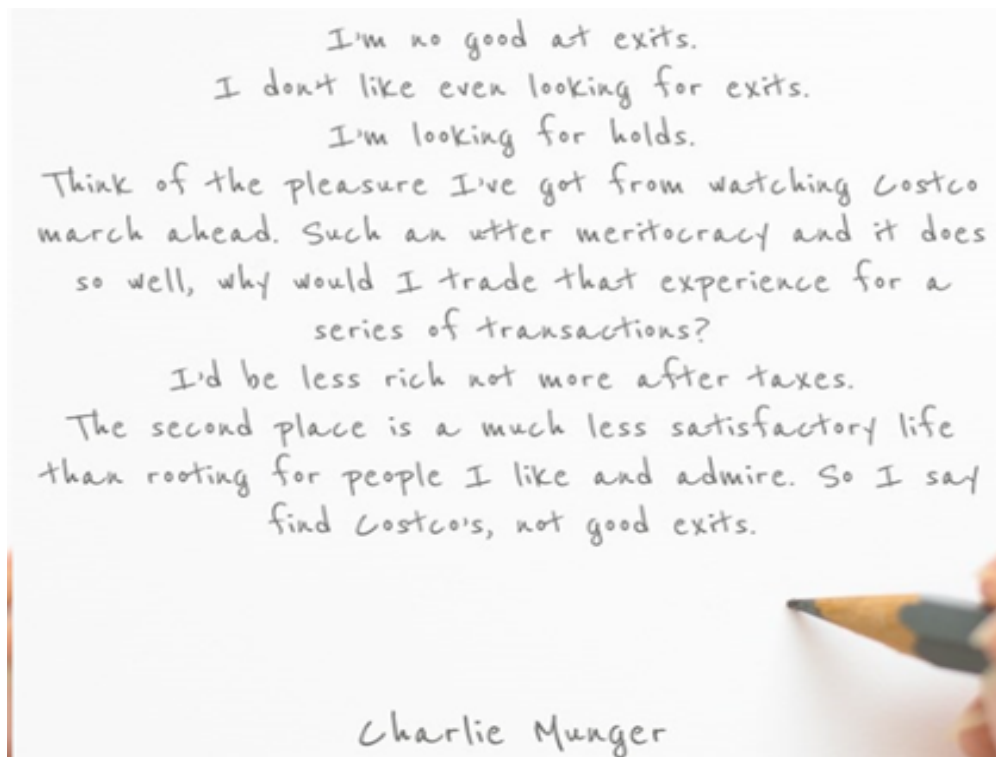 I'm no good at exits.
I don't like even looking for exits.
I'm looking for holds.
Think of the pleasure I've got from watching Costco
march ahead. Such an utter meritocracy and it does
so well, why would I trade that experience for a
series of transactions?
I'd be less rich not more after taxes.
The second place is a much less satisfactory life
than rooting for people I like and admire. So I say
find Costco's, not good exits.
Charlie Munger